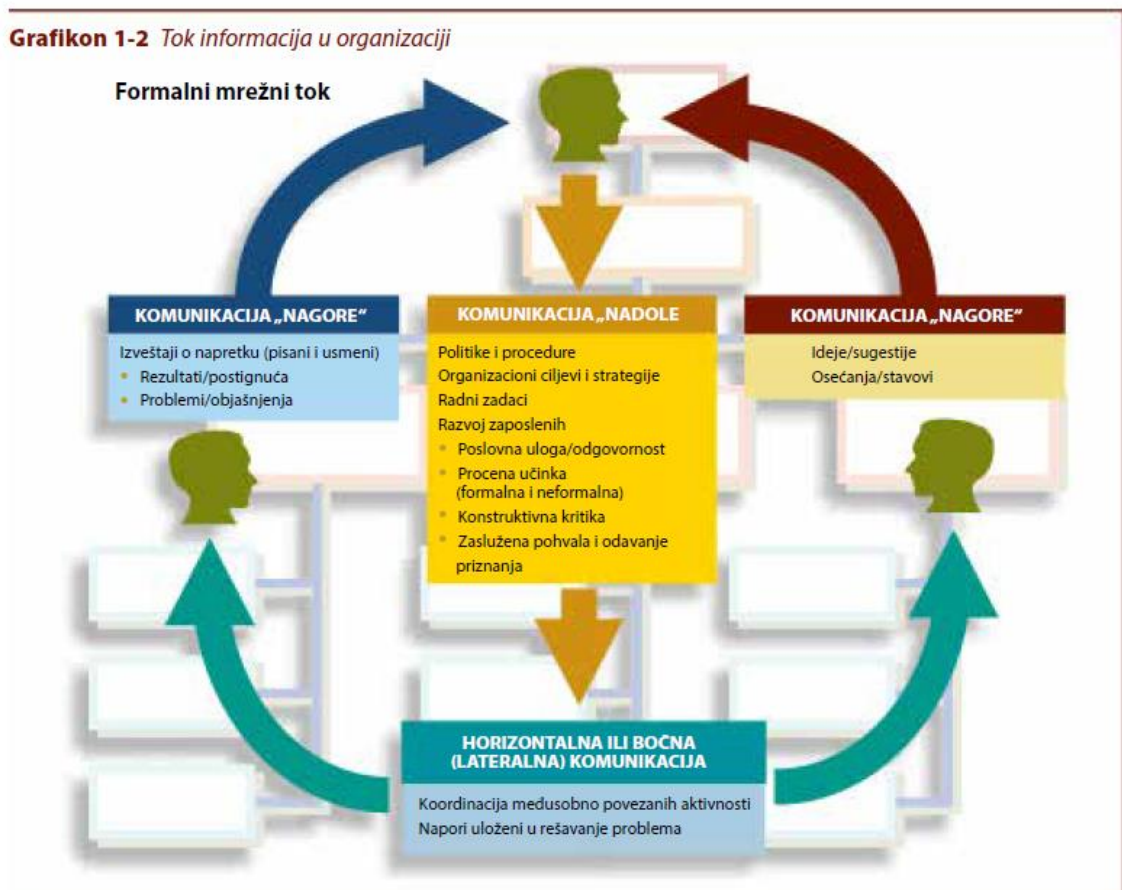 Grafikon 1-2 Tok informacija u organizaciji
Formalni mrežni tok
KOMUNIKACIJA „NAGORE“
Izveštaji o napretku (pisani i usmeni)
• Rezultati/postignuća
• Problemi/objašnjenja
KOMUNIKACIJA „NADOLE
Politike i procedure
Organizacioni ciljevi i strategije
Radni zadaci
Razvoj zaposlenih
• Poslovna uloga/odgovornost
• Procena učinka
(formalna i neformalna)
• Konstruktivna kritika
• Zaslužena pohvala i odavanje
priznanja
KOMUNIKACIJA „NAGORE“
Ideje/sugestije
Osećanja/stavovi
HORIZONTALNA ILI BOČNA
(LATERALNA) KOMUNIKACIJA
Koordinacija medusobno povezanih aktivnosti
Napori uloženi u rešavanje problema